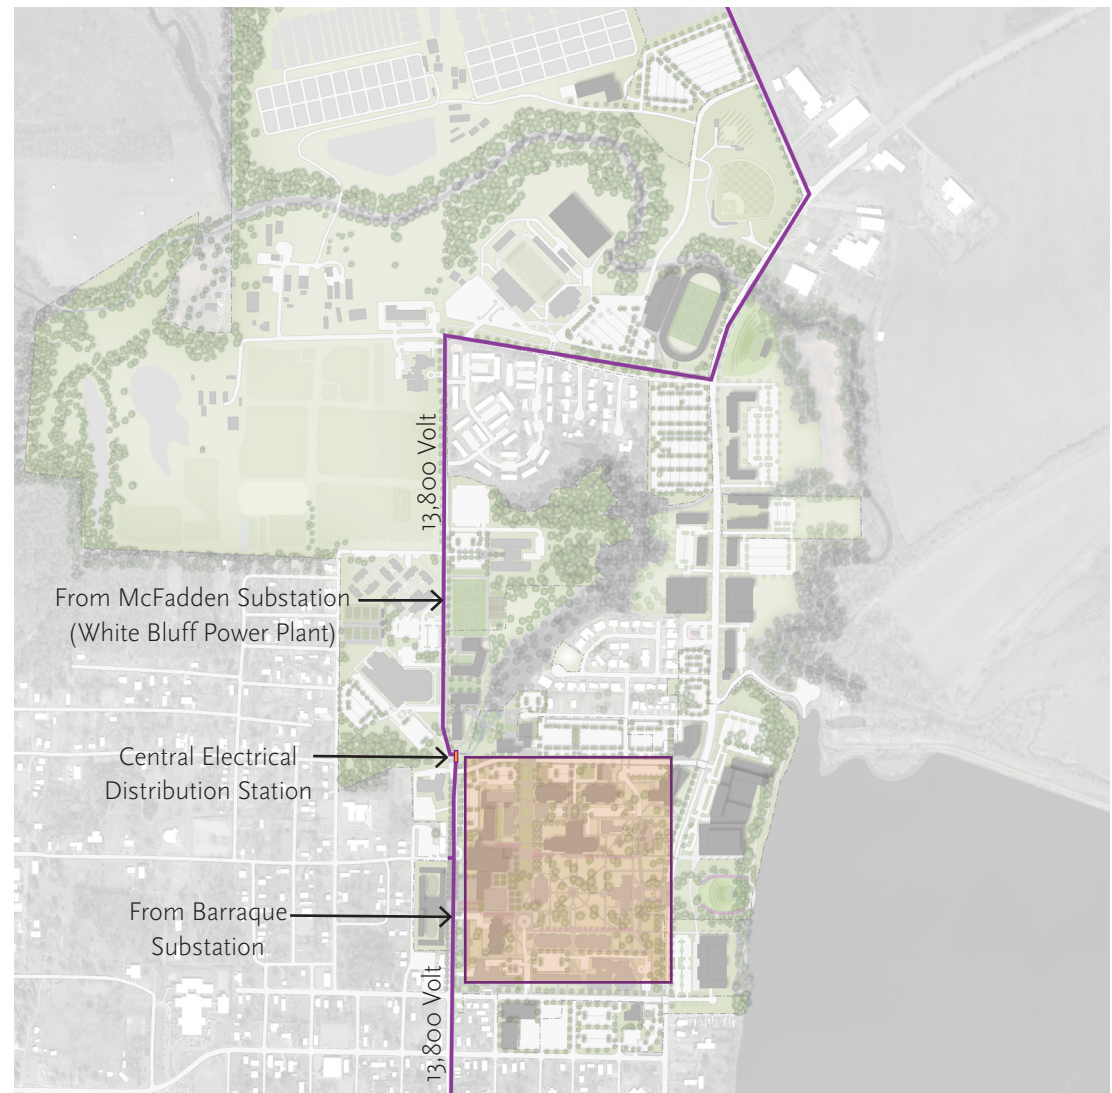 13,800 Volt
From McFadden Substation
(White Bluff Power Plant)
Central Electrical
Distribution Station
From Barraque
Substation
13,800 Volt